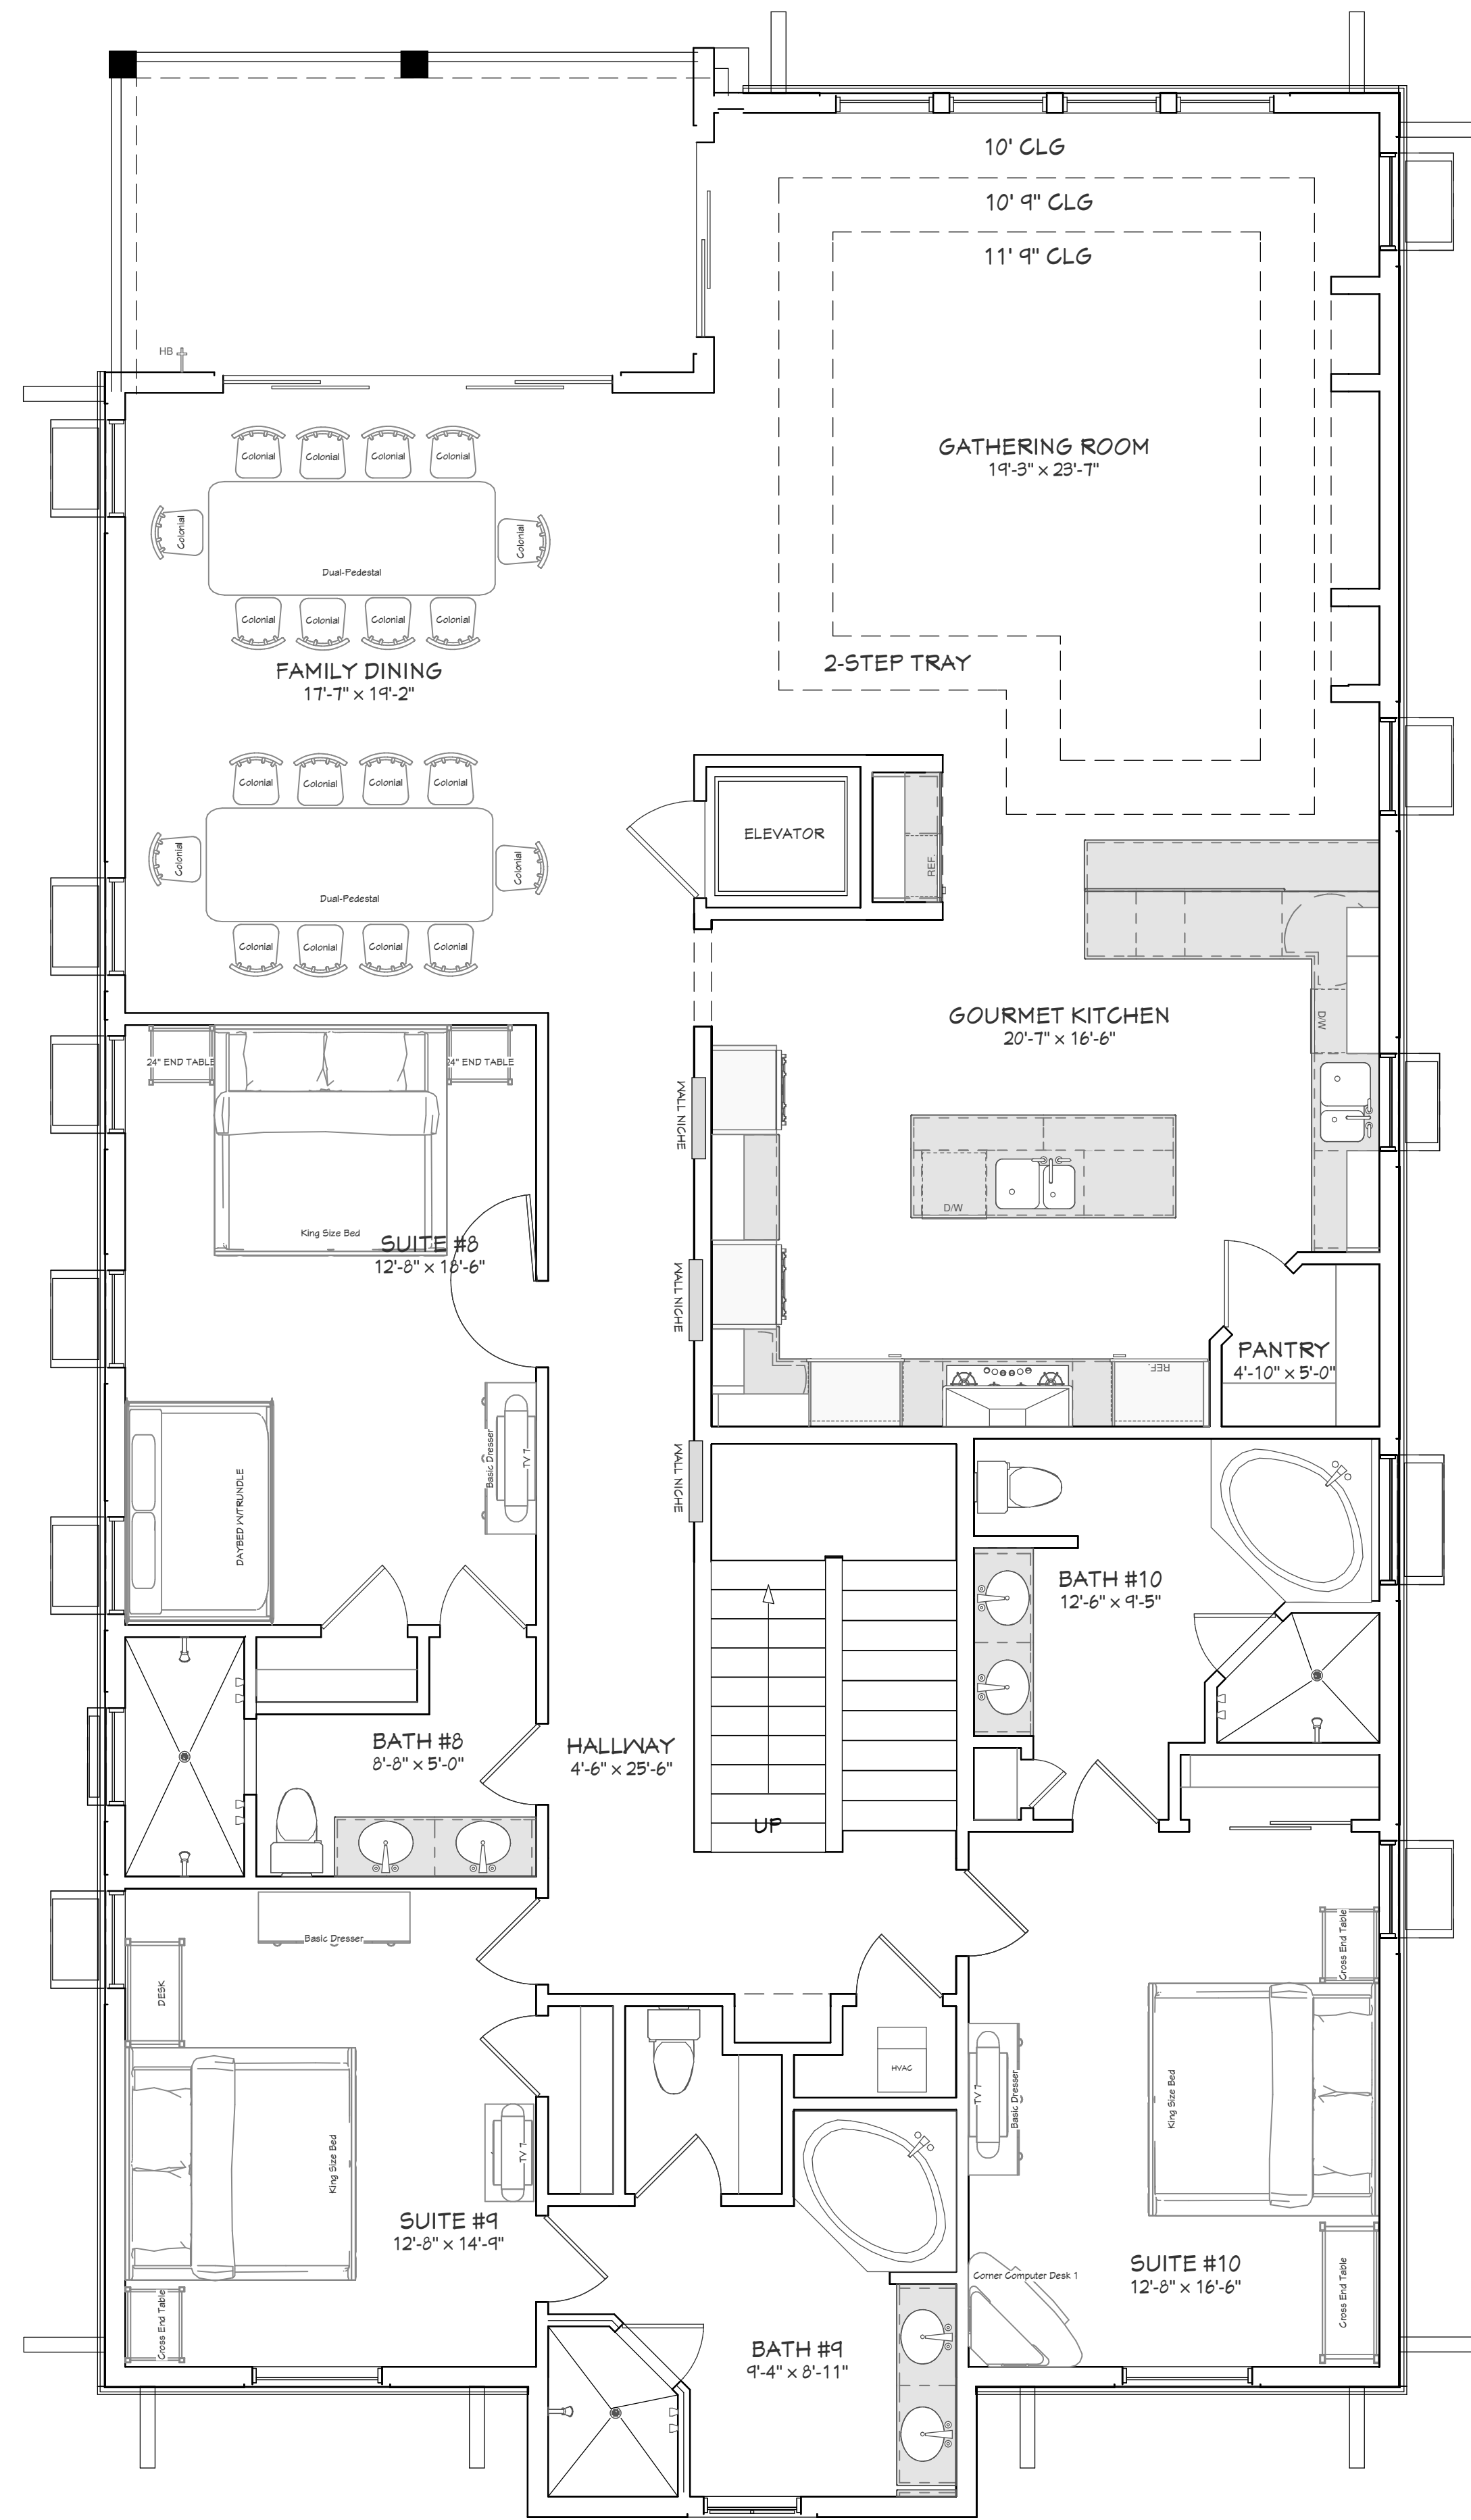 10' CLG
10' 9" CLG
11' 9" CLG
HB
GATHERING ROOM
19'-3" x 23'-7"
Colonial Colonial Colonial Colonial
Colonial
Colonial
Dual-Pedestal
Colonial Colonial Colonial Colonial
2-STEP TRAY
FAMILY DINING
17'-7" x 19'-2"
Colonial Colonial Colonial Colonial
ELEVATOR
REF.
Colonial
Colonial
Dual-Pedestal
Colonial Colonial Colonial Colonial
GOURMET KITCHEN
20'-7" x 16'-6"
D/W
24" END TABLE
24" END TABLE
WALL NICHE
D/W
King Size Bed
SUITE #8
12'-8" x 18'-6"
WALL NICHE
PANTRY
4'-10" x 5'-0"
REF.
Basic Dresser
TV 7
WALL NICHE
DAYBED W/TRUNDLE
BATH #10
12'-6" x 9'-5"
BATH #8
8'-8" x 5'-0"
HALLWAY
4'-6" x 25'-6"
UP
Basic Dresser
DESK
Cross End Table
HVAC
TV 7
Basic Dresser
King Size Bed
King Size Bed
TV 7
SUITE #9
12'-8" x 14'-9"
SUITE #10
12'-8" x 16'-6"
Corner Computer Desk 1
Cross End Table
Cross End Table
BATH #9
9'-4" x 8'-11"